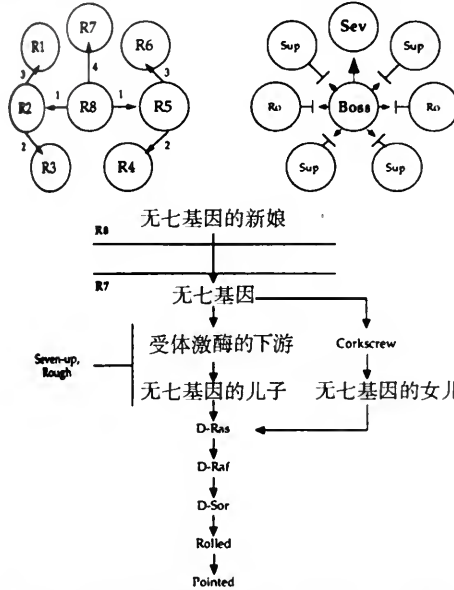 R7
R1
R6
3
4
3
R2
1
R8
1
R5
2
2
R3
R4
Sev
Sup
Sup
Ro
Boss
Ro
Sup
Sup
无七基因的新娘
R8
R7
无七基因
Seven-up,
Rough
受体激酶的下游
Corkscrew
无七基因的儿子
无七基因的女儿
D-Ras
D-Raf
D-Sor
Rolled
Pointed